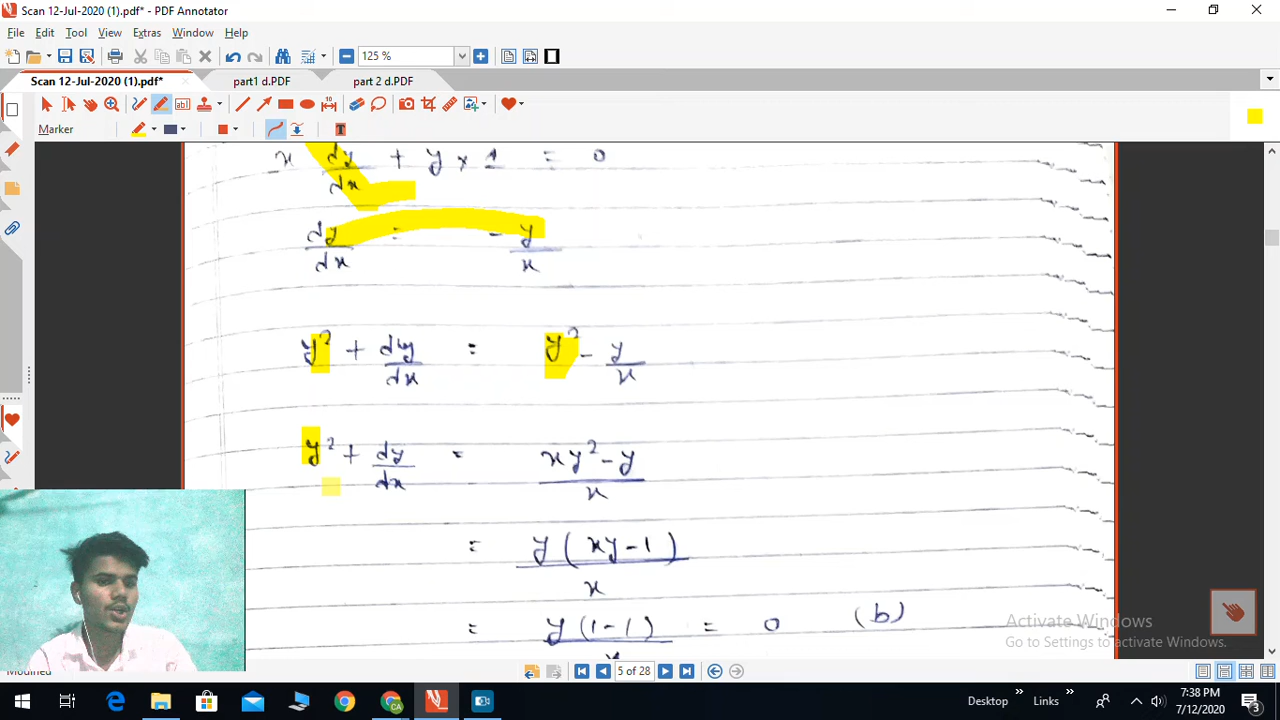 Scan 12-Jul-2020 (1).pdf* - PDF Annotator
File Edit Tool View Extras Window Help
125 %
Scan 12-Jul-2020 (1).pdf* part1 d.PDF part 2 d.PDF
Marker T
x dy/dx + y × 1 = 0
dy/dx = - y/x
y² + dy/dx = y² - y/x
y² + dy/dx = xy² - y / x
= y(xy-1) / x
= y(1-1) / x = 0 (b)
Activate Windows
Go to Settings to activate Windows.
Modified 5 of 28
Desktop » Links » 7:38 PM
7/12/2020 3